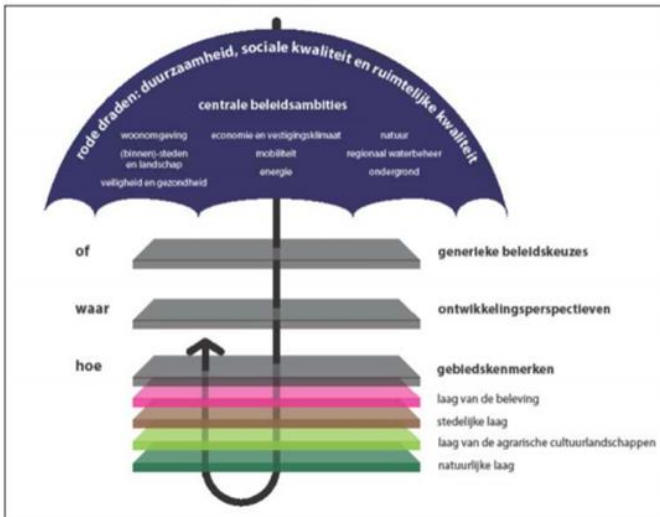 rode draden: duurzaamheid, sociale kwaliteit en ruimtelijke kwaliteit
centrale beleidsambities
woonomgeving
(binnen)-steden
en landschap
veiligheid en gezondheid
economie en vestigingsklimaat
mobiliteit
energie
natuur
regionaal waterbeheer
ondergrond
of
generieke beleidskeuzes
waar
ontwikkelingsperspectieven
hoe
gebiedskenmerken
laag van de beleving
stedelijke laag
laag van de agrarische cultuurlandschappen
natuurlijke laag